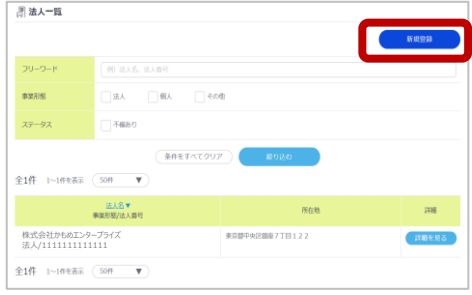 法人一覧
新規登録
フリーワード
例）法人名、法人番号
事業形態
法人 個人 その他
ステータス
不備あり
条件をすべてクリア 絞り込む
全1件 1～1件を表示 50件 ▼
法人名▼
事業形態/法人番号
所在地
詳細
株式会社かもめエンタープライズ
法人/1111111111111
東京都中央区銀座７丁目１２２
詳細を見る
全1件 1～1件を表示 50件 ▼